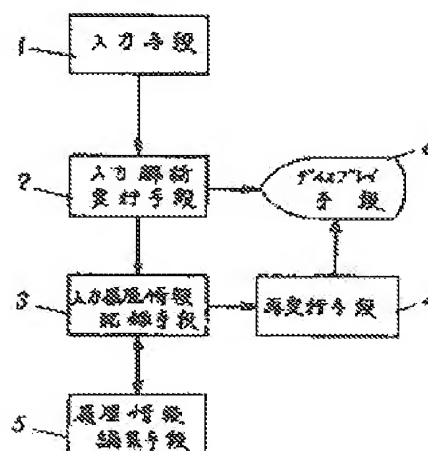 1
入力手段
2
入力解析
実行手段
6
ディスプレイ
手段
3
入力履歴情報
記録手段
再実行手段
4
5
履歴情報
編集手段